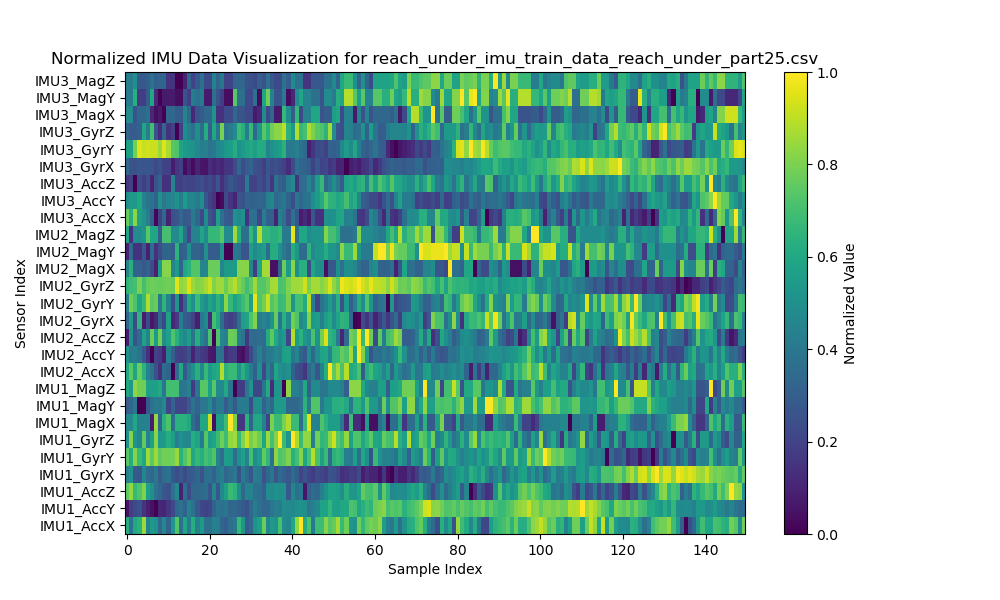 Normalized IMU Data Visualization for reach_under_imu_train_data_reach_under_part25.csv
IMU3_MagZ
IMU3_MagY
IMU3_MagX
IMU3_GyrZ
IMU3_GyrY
IMU3_GyrX
IMU3_AccZ
IMU3_AccY
IMU3_AccX
IMU2_MagZ
IMU2_MagY
IMU2_MagX
IMU2_GyrZ
IMU2_GyrY
IMU2_GyrX
IMU2_AccZ
IMU2_AccY
IMU2_AccX
IMU1_MagZ
IMU1_MagY
IMU1_MagX
IMU1_GyrZ
IMU1_GyrY
IMU1_GyrX
IMU1_AccZ
IMU1_AccY
IMU1_AccX
Sensor Index
0 20 40 60 80 100 120 140
Sample Index
1.0
0.8
0.6
0.4
0.2
0.0
Normalized Value